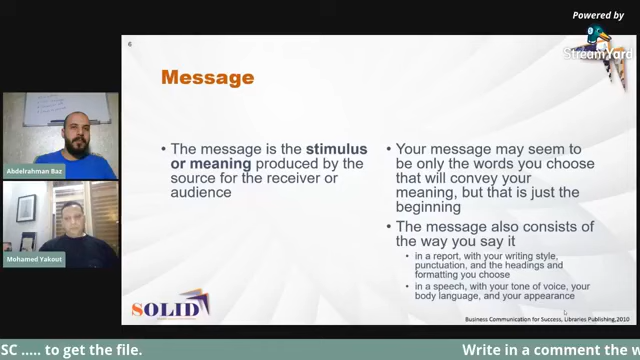 Powered by
StreamYard
6
Message
• The message is the stimulus
or meaning produced by the
source for the receiver or
audience
• Your message may seem to
be only the words you choose
that will convey your
meaning, but that is just the
beginning
• The message also consists of
the way you say it
• in a report, with your writing style,
punctuation, and the headings and
formatting you choose
• in a speech, with your tone of voice, your
body language, and your appearance
Abdelrahman Baz
Mohamed Yakout
SOLID
Business Communication for Success, Libraries Publishing,2010
SC ..... to get the file.
Write in a comment the w